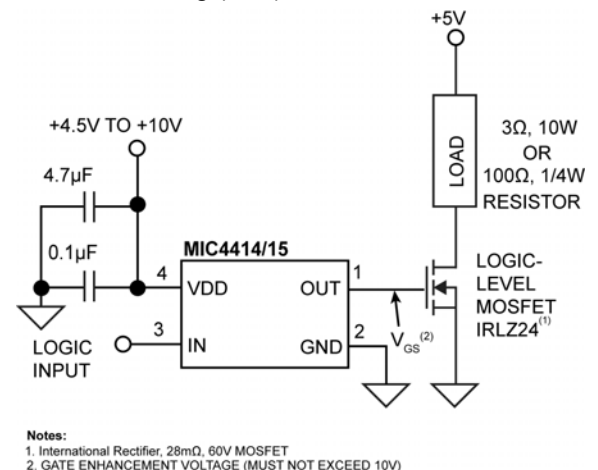 +5V
+4.5V TO +10V
4.7µF
0.1µF
MIC4414/15
4
VDD
OUT
1
3
IN
GND
2
LOGIC
INPUT
V_GS(2)
LOAD
3Ω, 10W
OR
100Ω, 1/4W
RESISTOR
LOGIC-
LEVEL
MOSFET
IRLZ24(1)
Notes:
1. International Rectifier, 28mΩ, 60V MOSFET
2. GATE ENHANCEMENT VOLTAGE (MUST NOT EXCEED 10V)